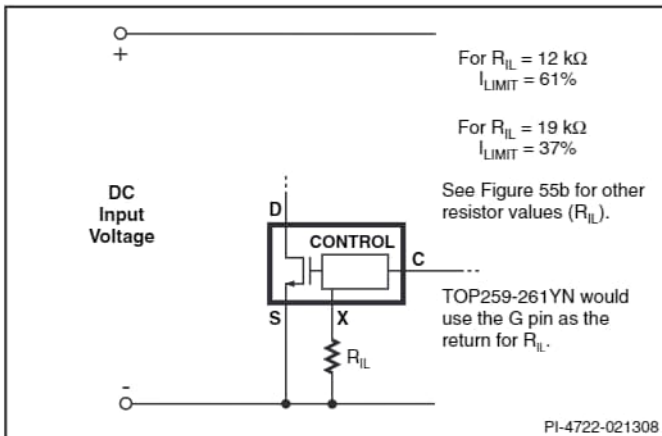 +
For RIL = 12 kΩ
ILIMIT = 61%
For RIL = 19 kΩ
ILIMIT = 37%
See Figure 55b for other
resistor values (RIL).
DC
Input
Voltage
D
CONTROL
C
S
X
RIL
TOP259-261YN would
use the G pin as the
return for RIL.
-
PI-4722-021308